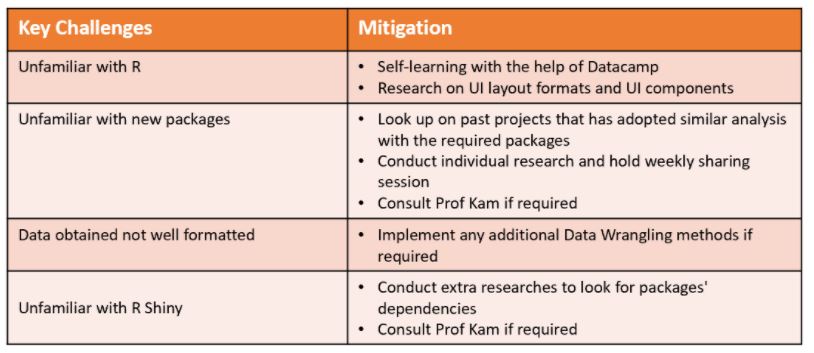 Key Challenges
Mitigation
Unfamiliar with R
• Self-learning with the help of Datacamp
• Research on UI layout formats and UI components
Unfamiliar with new packages
• Look up on past projects that has adopted similar analysis
with the required packages
• Conduct individual research and hold weekly sharing
session
• Consult Prof Kam if required
Data obtained not well formatted
• Implement any additional Data Wrangling methods if
required
Unfamiliar with R Shiny
• Conduct extra researches to look for packages'
dependencies
• Consult Prof Kam if required